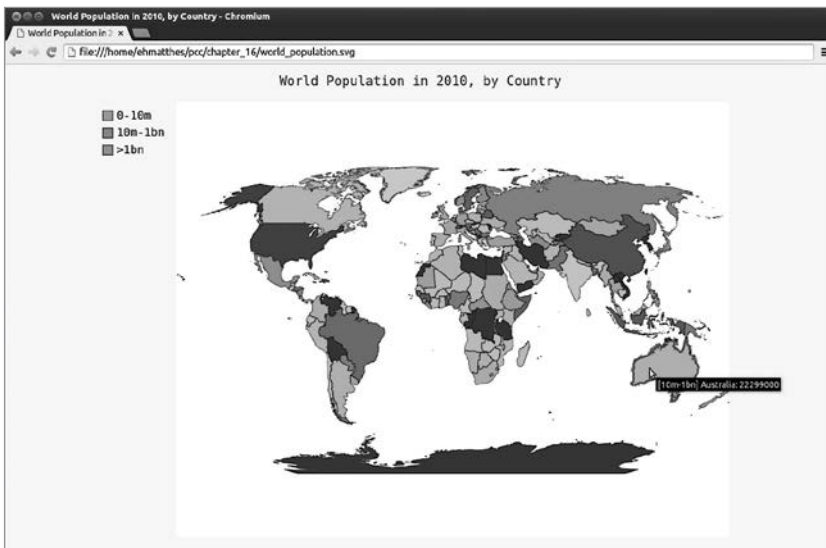 World Population in 2010, by Country - Chromium
World Population in 2
file:///home/ehmatthes/pcc/chapter_16/world_population.svg
World Population in 2010, by Country
0-10m
10m-1bn
>1bn
[10m-1bn] Australia: 22299000